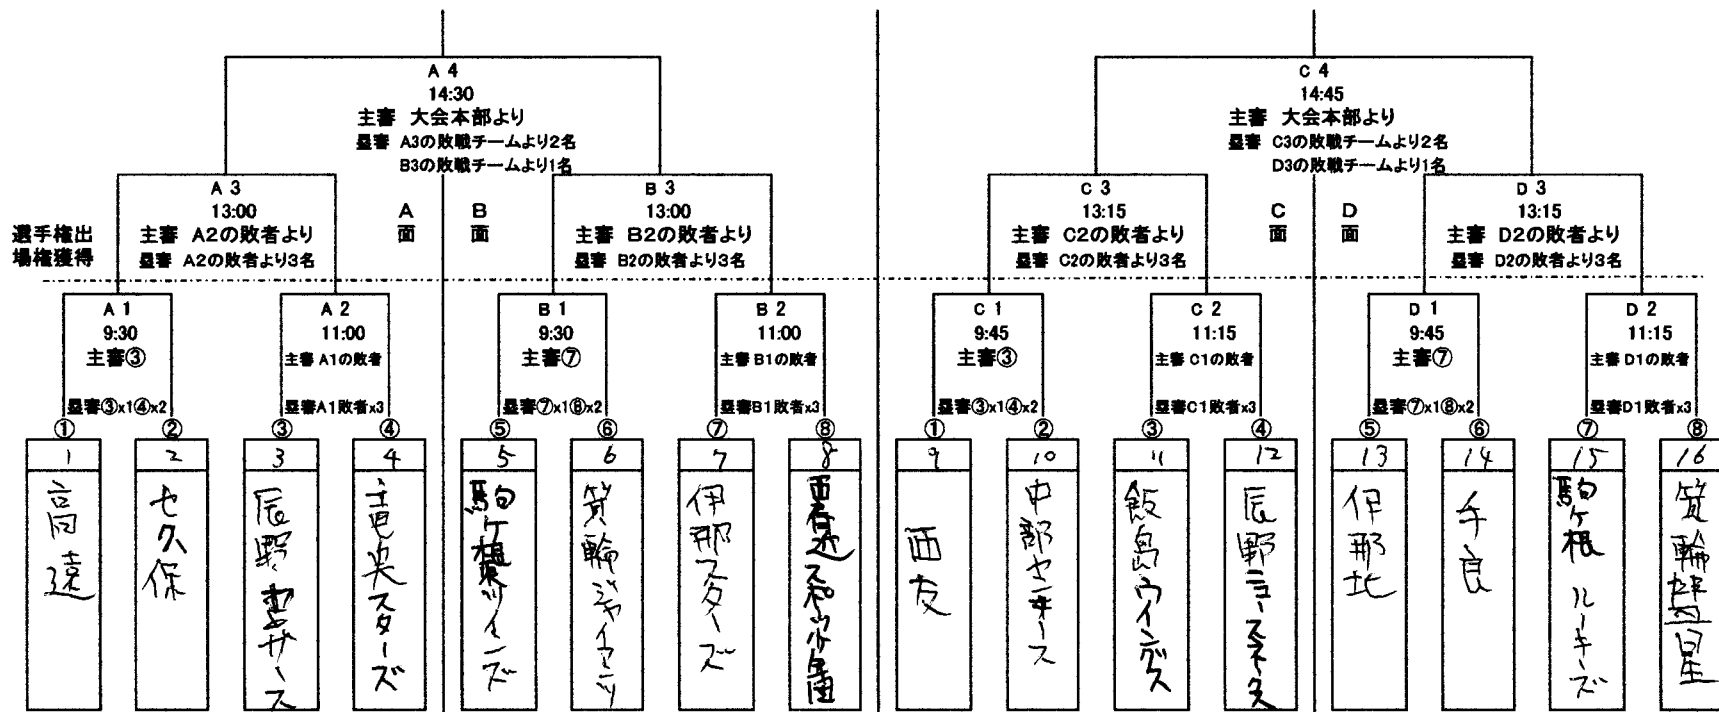 A 4
14:30
主審 大会本部より
塁審 A3の敗戦チームより2名
B3の敗戦チームより1名
C 4
14:45
主審 大会本部より
塁審 C3の敗戦チームより2名
D3の敗戦チームより1名
選手権出
場権獲得
A 3
13:00
主審 A2の敗者より
塁審 A2の敗者より3名
A
面
B
面
B 3
13:00
主審 B2の敗者より
塁審 B2の敗者より3名
C 3
13:15
主審 C2の敗者より
塁審 C2の敗者より3名
C
面
D
面
D 3
13:15
主審 D2の敗者より
塁審 D2の敗者より3名
A 1
9:30
主審③
塁審③x1④x2
A 2
11:00
主審 A1の敗者
塁審A1敗者x3
B 1
9:30
主審⑦
塁審⑦x1⑧x2
B 2
11:00
主審 B1の敗者
塁審B1敗者x3
C 1
9:45
主審③
塁審③x1④x2
C 2
11:15
主審 C1の敗者
塁審C1敗者x3
D 1
9:45
主審⑦
塁審⑦x1⑧x2
D 2
11:15
主審 D1の敗者
塁審D1敗者x3
① ② ③ ④ ⑤ ⑥ ⑦ ⑧ ① ② ③ ④ ⑤ ⑥ ⑦ ⑧
1 2 3 4 5 6 7 8 9 10 11 12 13 14 15 16
高遠
七久保
辰野
竜央スターズ
駒ヶ根東ツインズ
箕輪ジャイアンツ
伊那スターズ
西春近スポーツ少年団
西友
中部ヤンキース
飯島ウイングス
辰野ニュースターズ
伊那北
手良
駒ヶ根 ルーキーズ
箕輪